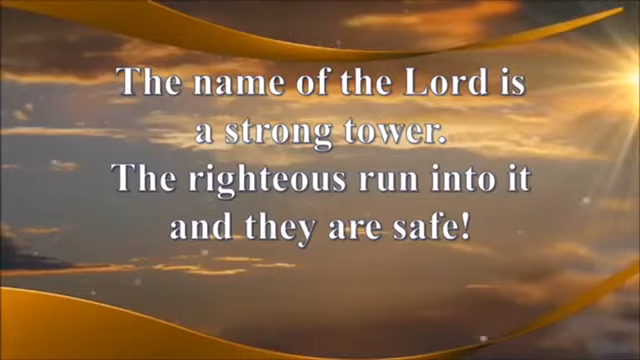 The name of the Lord is
a strong tower.
The righteous run into it
and they are safe!